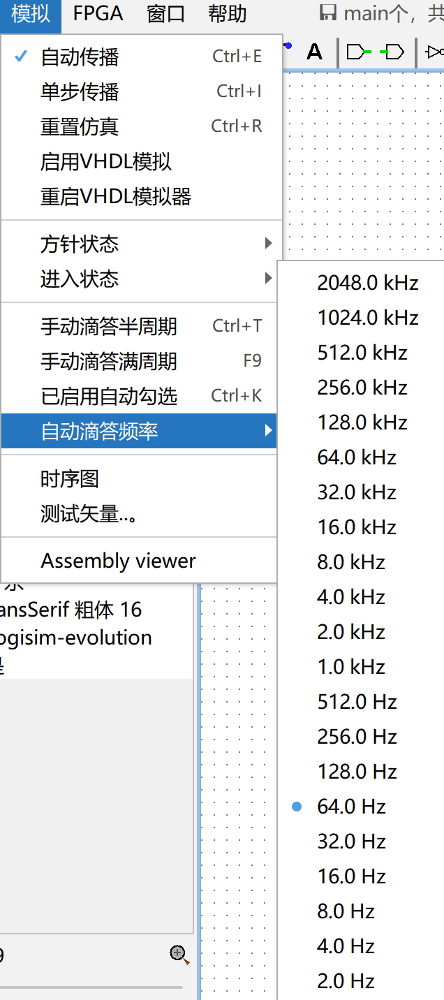 模拟 FPGA 窗口 帮助 main个，共
A
自动传播 Ctrl+E
单步传播 Ctrl+I
重置仿真 Ctrl+R
启用VHDL模拟
重启VHDL模拟器
方针状态
进入状态
手动滴答半周期 Ctrl+T
手动滴答满周期 F9
已启用自动勾选 Ctrl+K
自动滴答频率
时序图
测试矢量..。
Assembly viewer
2048.0 kHz
1024.0 kHz
512.0 kHz
256.0 kHz
128.0 kHz
64.0 kHz
32.0 kHz
16.0 kHz
8.0 kHz
4.0 kHz
2.0 kHz
1.0 kHz
512.0 Hz
256.0 Hz
128.0 Hz
64.0 Hz
32.0 Hz
16.0 Hz
8.0 Hz
4.0 Hz
2.0 Hz
ansSerif 粗体 16
ogisim-evolution